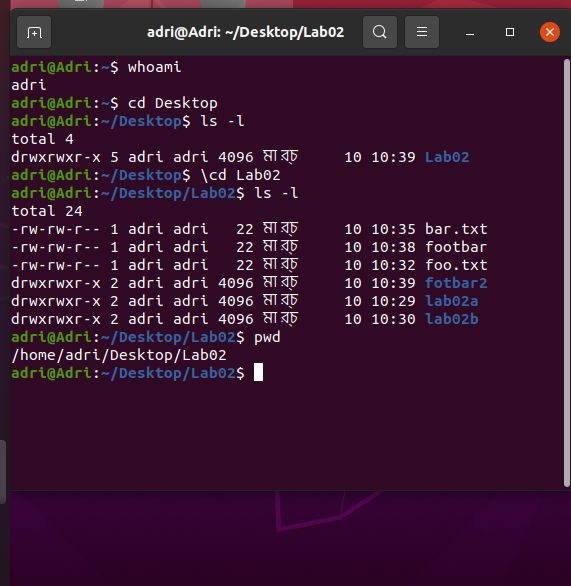 adri@Adri: ~/Desktop/Lab02
adri@Adri:~$ whoami
adri
adri@Adri:~$ cd Desktop
adri@Adri:~/Desktop$ ls -l
total 4
drwxrwxr-x 5 adri adri 4096 মার্চ 10 10:39 Lab02
adri@Adri:~/Desktop$ \cd Lab02
adri@Adri:~/Desktop/Lab02$ ls -l
total 24
-rw-rw-r-- 1 adri adri 22 মার্চ 10 10:35 bar.txt
-rw-rw-r-- 1 adri adri 22 মার্চ 10 10:38 footbar
-rw-rw-r-- 1 adri adri 22 মার্চ 10 10:32 foo.txt
drwxrwxr-x 2 adri adri 4096 মার্চ 10 10:39 fotbar2
drwxrwxr-x 2 adri adri 4096 মার্চ 10 10:29 lab02a
drwxrwxr-x 2 adri adri 4096 মার্চ 10 10:30 lab02b
adri@Adri:~/Desktop/Lab02$ pwd
/home/adri/Desktop/Lab02
adri@Adri:~/Desktop/Lab02$